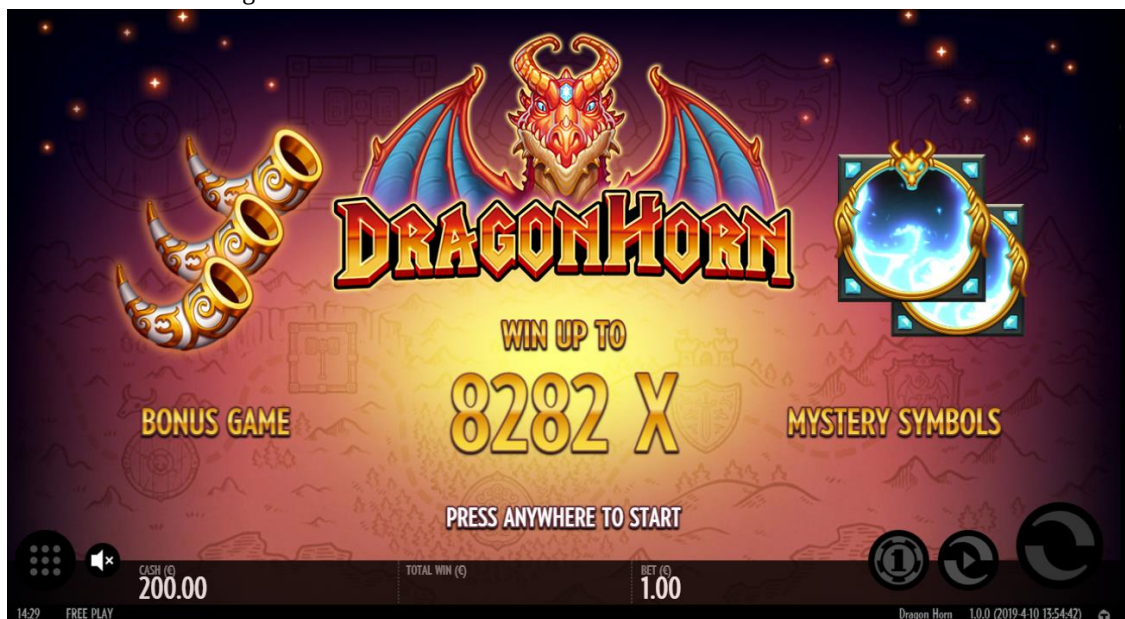 DRAGONHORN
WIN UP TO
8282 X
BONUS GAME
MYSTERY SYMBOLS
PRESS ANYWHERE TO START
CASH (€)
200.00
TOTAL WIN (€)
BET (€)
1.00
1
14:29 FREE PLAY
Dragon Horn 1.0.0 (2019-4-10 13:54:42)